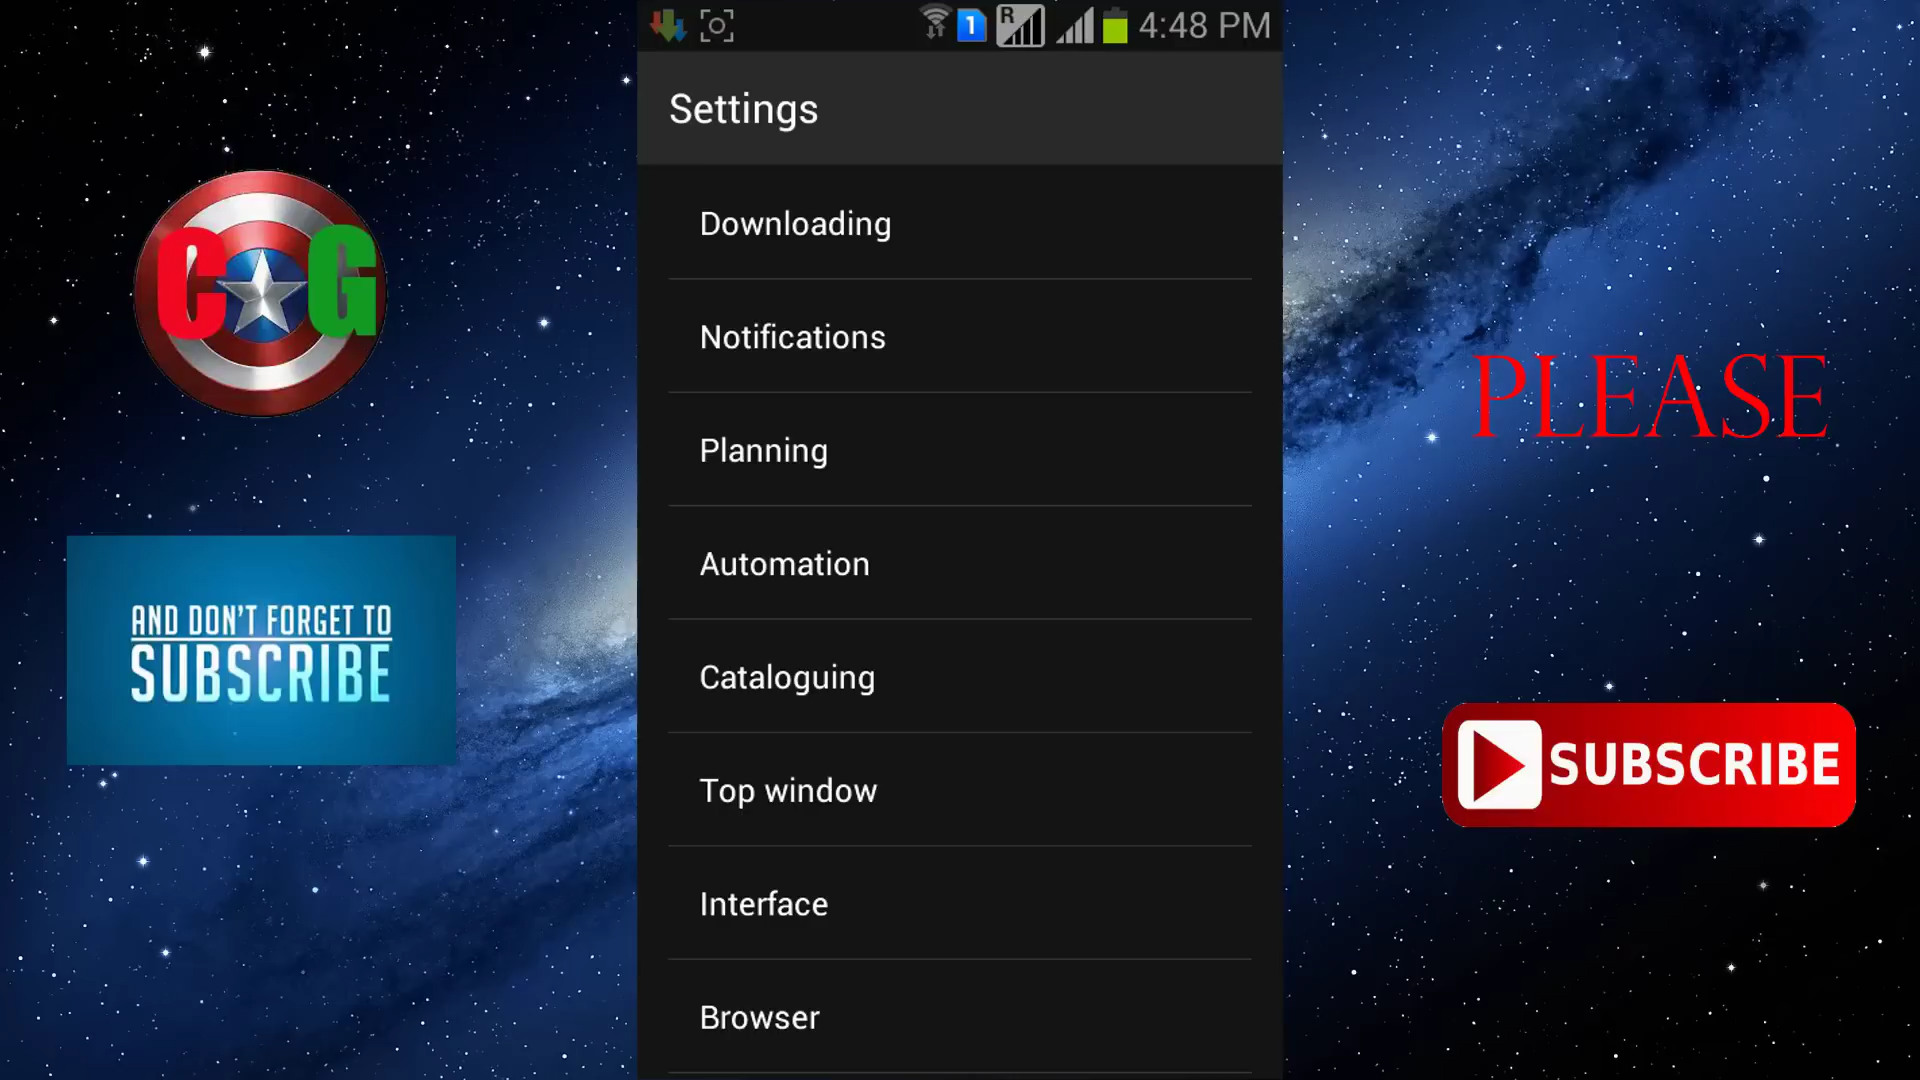 1 R 4:48 PM
Settings
Downloading
Notifications
Planning
Automation
Cataloguing
Top window
Interface
Browser
C G
AND DON'T FORGET TO
SUBSCRIBE
PLEASE
SUBSCRIBE